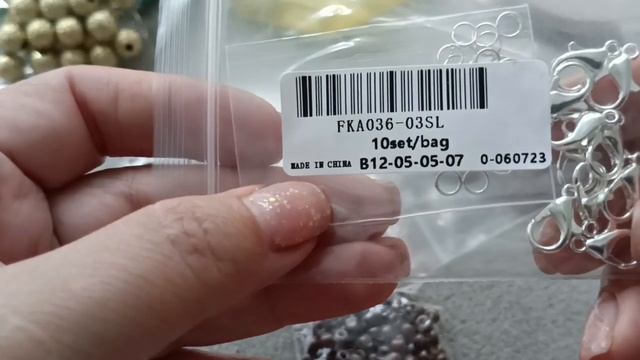 FKA036-03SL
10set/bag
MADE IN CHINA B12-05-05-07 0-060723